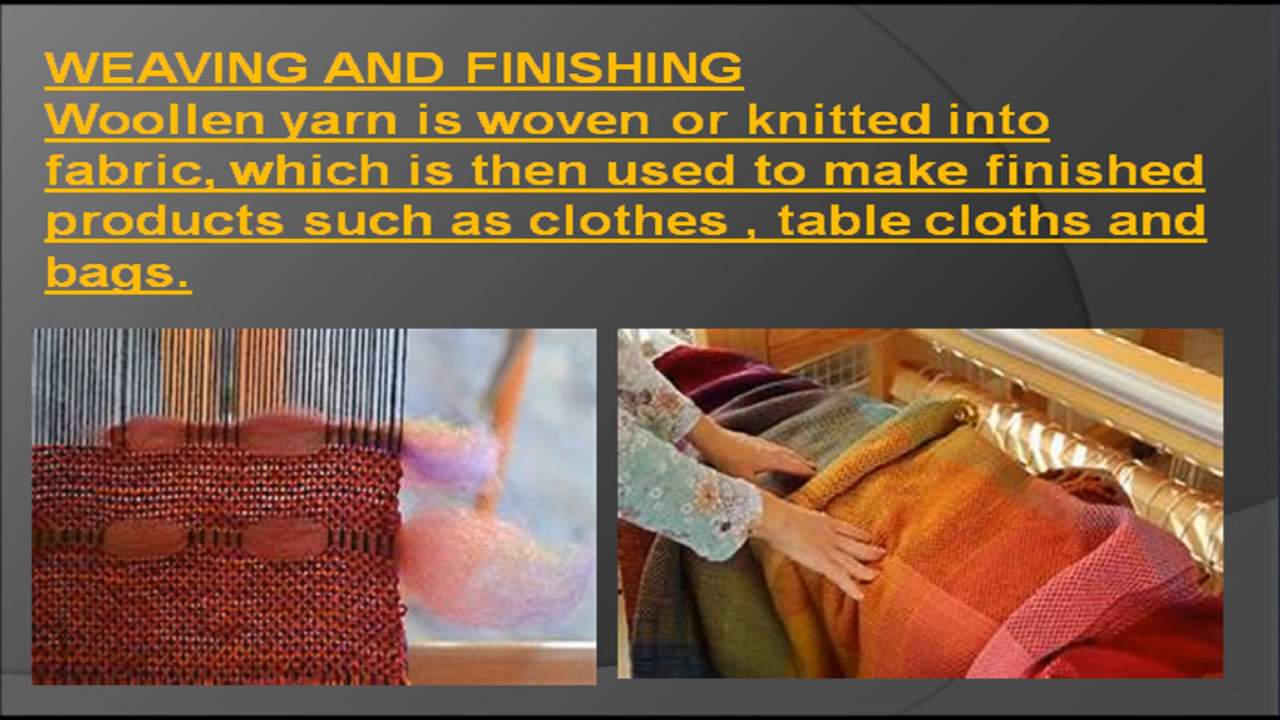 WEAVING AND FINISHING
Woollen yarn is woven or knitted into
fabric, which is then used to make finished
products such as clothes , table cloths and
bags.